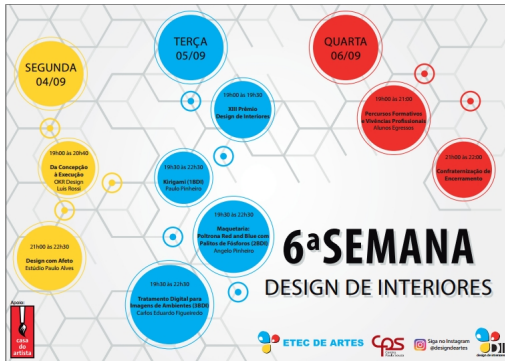 SEGUNDA
04/09
19h00 às 20h40
Da Concepção
à Execução
OKR Design
Luis Rossi
21h00 às 22h30
Design com Afeto
Estúdio Paulo Alves
TERÇA
05/09
19h00 às 19h30
XIII Prêmio
Design de Interiores
19h30 às 22h30
Kirigami (1BDI)
Paulo Pinheiro
19h30 às 22h30
Maquetaria:
Poltrona Red and Blue com
Palitos de Fósforos (2BDI)
Angelo Pinheiro
19h30 às 22h30
Tratamento Digital para
Imagens de Ambientes (3BDI)
Carlos Eduardo Figueiredo
QUARTA
06/09
19h00 às 21h00
Percursos Formativos
e Vivências Profissionais
Alunos Egressos
21h00 às 22h00
Confraternização de
Encerramento
6ªSEMANA
DESIGN DE INTERIORES
Apoio:
casa
do
artista
ETEC DE ARTES
CPS
Siga no Instagram
@designdeartes